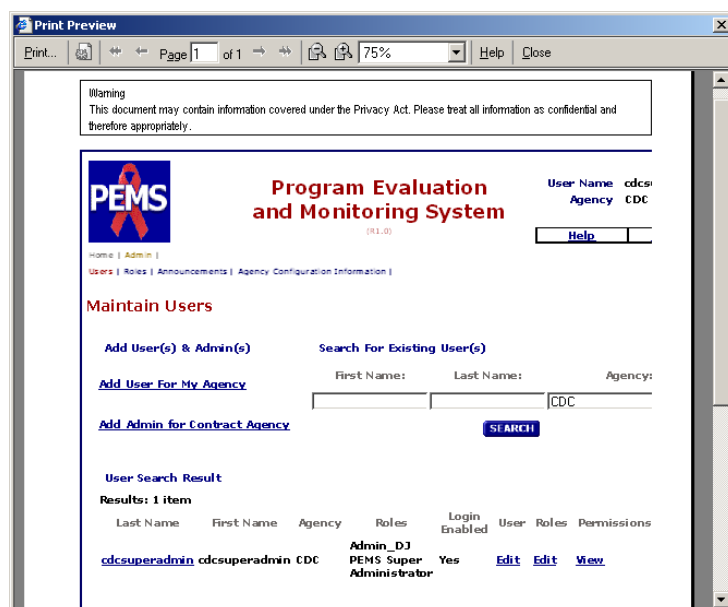 Print Preview
Print... Page 1 of 1 75% Help Close
Warning
This document may contain information covered under the Privacy Act. Please treat all information as confidential and
therefore appropriately.
PEMS
Program Evaluation
and Monitoring System
(R1.0)
User Name
Agency CDC
Help
Home | Admin |
Users | Roles | Announcements | Agency Configuration Information |
Maintain Users
Add User(s) & Admin(s) Search For Existing User(s)
First Name: Last Name: Agency:
Add User For My Agency
CDC
Add Admin for Contract Agency
SEARCH
User Search Result
Results: 1 item
Last Name First Name Agency Roles Login Enabled User Roles Permissions
cdcsuperadmin cdcsuperadmin CDC Admin_DJ PEMS Super Administrator Yes Edit Edit View